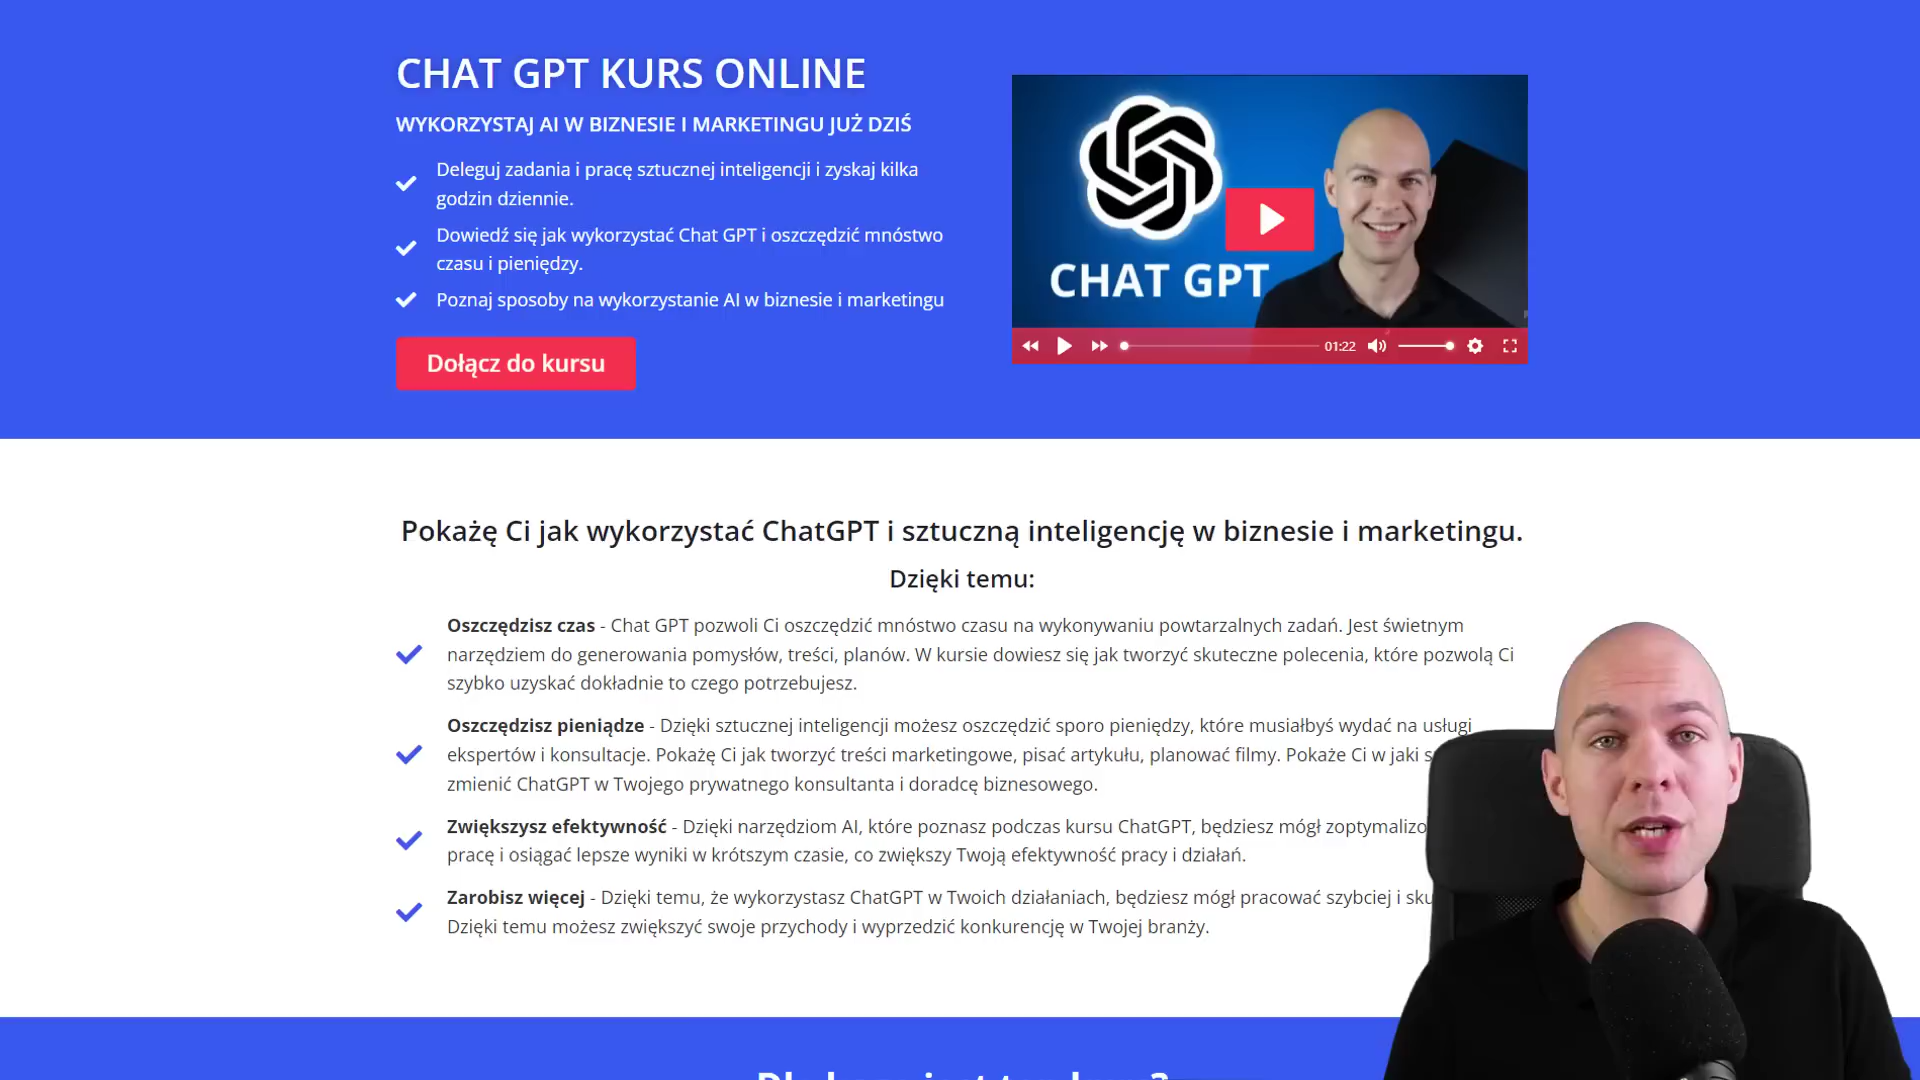 CHAT GPT KURS ONLINE
WYKORZYSTAJ AI W BIZNESIE I MARKETINGU JUŻ DZIŚ
Deleguj zadania i pracę sztucznej inteligencji i zyskaj kilka
godzin dziennie.
Dowiedź się jak wykorzystać Chat GPT i oszczędzić mnóstwo
czasu i pieniędzy.
Poznaj sposoby na wykorzystanie AI w biznesie i marketingu
Dołącz do kursu
CHAT GPT
01:22
Pokażę Ci jak wykorzystać ChatGPT i sztuczną inteligencję w biznesie i marketingu.
Dzięki temu:
Oszczędzisz czas - Chat GPT pozwoli Ci oszczędzić mnóstwo czasu na wykonywaniu powtarzalnych zadań. Jest świetnym
narzędziem do generowania pomysłów, treści, planów. W kursie dowiesz się jak tworzyć skuteczne polecenia, które pozwolą Ci
szybko uzyskać dokładnie to czego potrzebujesz.
Oszczędzisz pieniądze - Dzięki sztucznej inteligencji możesz oszczędzić sporo pieniędzy, które musiałbyś wydać na usługi
ekspertów i konsultacje. Pokażę Ci jak tworzyć treści marketingowe, pisać artykułu, planować filmy. Pokaże Ci w jaki
zmienić ChatGPT w Twojego prywatnego konsultanta i doradcę biznesowego.
Zwiększysz efektywność - Dzięki narzędziom AI, które poznasz podczas kursu ChatGPT, będziesz mógł
pracę i osiągać lepsze wyniki w krótszym czasie, co zwiększy Twoją efektywność pracy i działań.
Zarobisz więcej - Dzięki temu, że wykorzystasz ChatGPT w Twoich działaniach, będziesz mógł pracować szybciej i
Dzięki temu możesz zwiększyć swoje przychody i wyprzedzić konkurencję w Twojej branży.